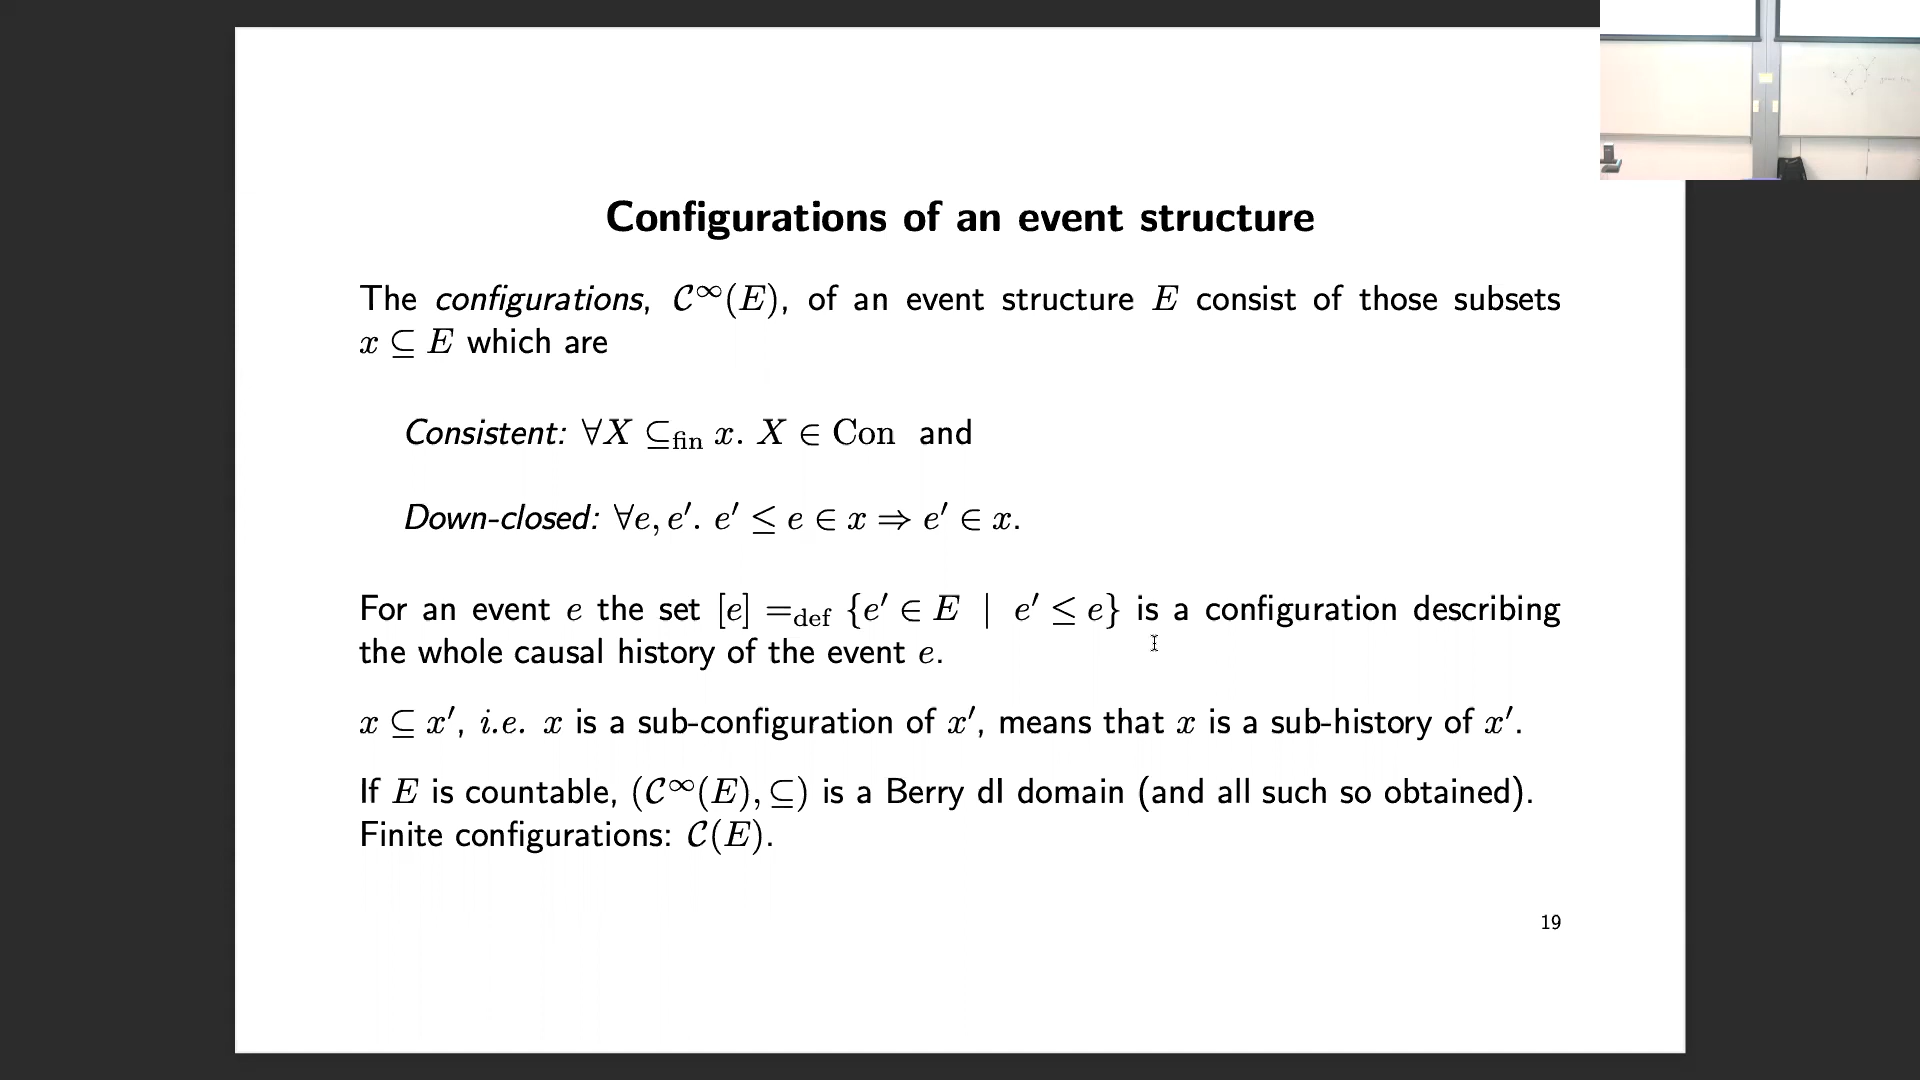 Configurations of an event structure
The configurations, 𝒞^∞(E), of an event structure E consist of those subsets
x ⊆ E which are
Consistent: ∀X ⊆_fin x. X ∈ Con and
Down-closed: ∀e, e′. e′ ≤ e ∈ x ⇒ e′ ∈ x.
For an event e the set [e] =_def {e′ ∈ E | e′ ≤ e} is a configuration describing
the whole causal history of the event e.
x ⊆ x′, i.e. x is a sub-configuration of x′, means that x is a sub-history of x′.
If E is countable, (𝒞^∞(E), ⊆) is a Berry dI domain (and all such so obtained).
Finite configurations: 𝒞(E).
19